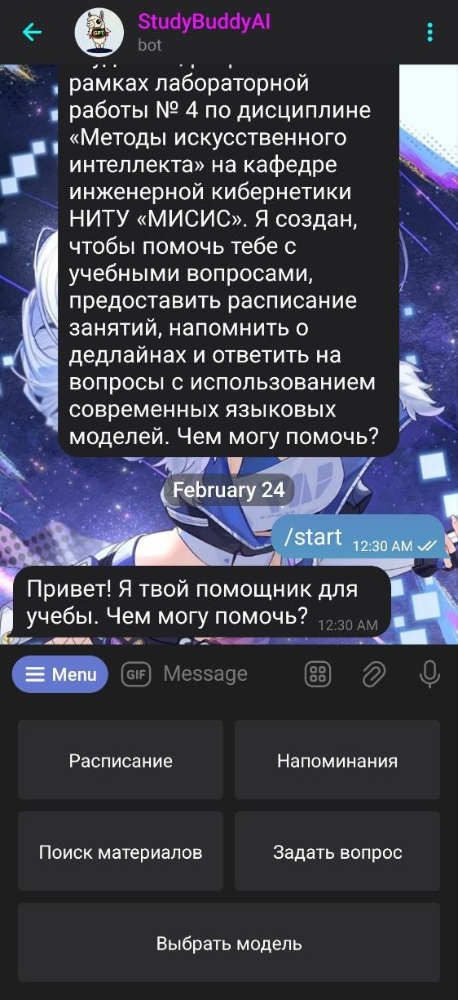 StudyBuddyAI
bot
рамках лабораторной
работы № 4 по дисциплине
«Методы искусственного
интеллекта» на кафедре
инженерной кибернетики
НИТУ «МИСИС». Я создан,
чтобы помочь тебе с
учебными вопросами,
предоставить расписание
занятий, напомнить о
дедлайнах и ответить на
вопросы с использованием
современных языковых
моделей. Чем могу помочь?
February 24
/start 12:30 AM
Привет! Я твой помощник для
учебы. Чем могу помочь? 12:30 AM
Menu GIF Message
Расписание Напоминания
Поиск материалов Задать вопрос
Выбрать модель